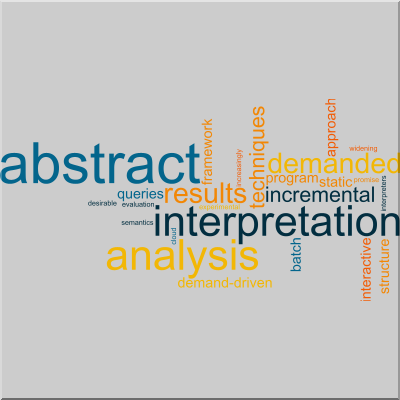 abstract
framework
increasingly
techniques
approach
widening
demanded
program
static
promise
interpreters
queries
results
incremental
desirable
evaluation
experimental
semantics
interpretation
cloud
analysis
batch
interactive
structure
demand-driven